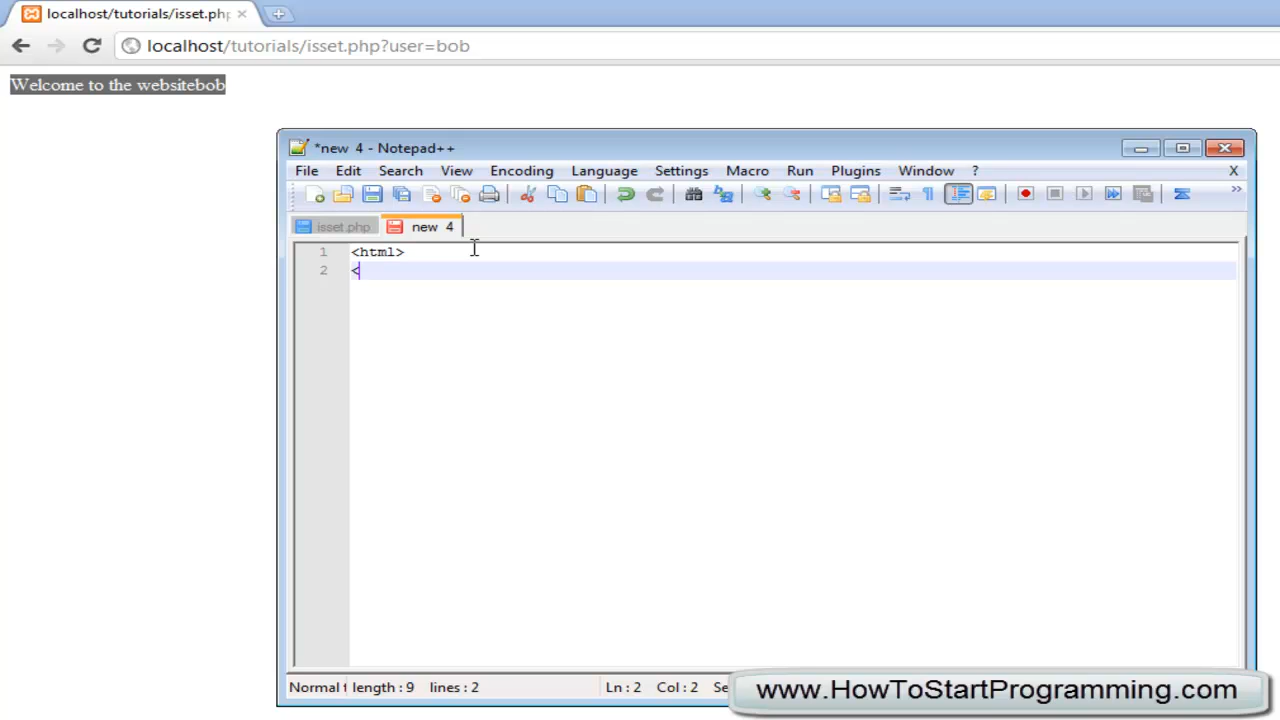 localhost/tutorials/isset.php
localhost/tutorials/isset.php?user=bob
Welcome to the websitebob
*new 4 - Notepad++
File Edit Search View Encoding Language Settings Macro Run Plugins Window ? X
isset.php new 4
1 <html>
2 <
Normal t length : 9 lines : 2 Ln : 2 Col : 2 Se
www.HowToStartProgramming.com